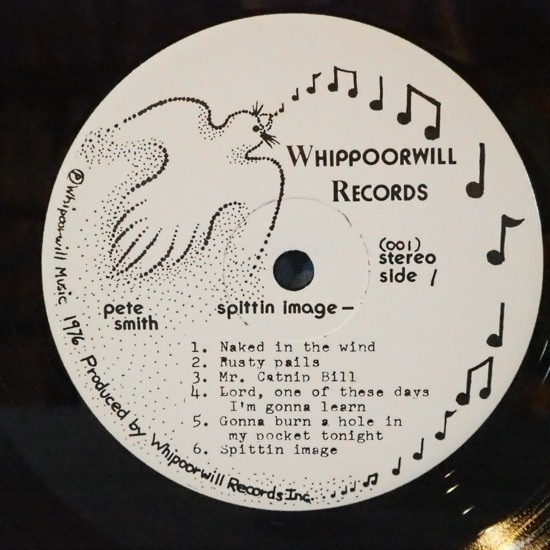 Whippoorwill
Records
(001)
stereo
side 1
pete
smith
spittin image —
1. Naked in the wind
2. Rusty pails
3. Mr. Catnip Bill
4. Lord, one of these days
I'm gonna learn
5. Gonna burn a hole in
my pocket tonight
6. Spittin image
℗ Whipoorwill Music 1976 Produced by Whipoorwill Records Inc.